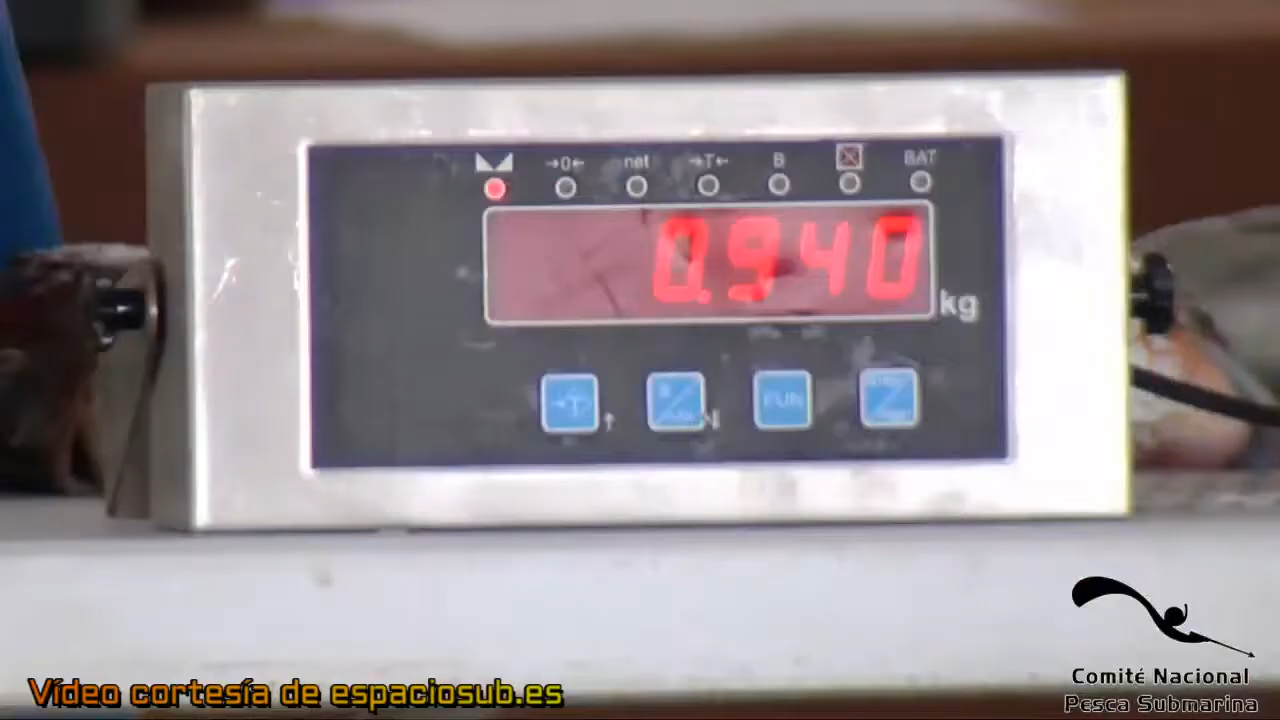 →0← net →T← B BAT
0.940
kg
→T← FUN
Vídeo cortesía de espaciosub.es
Comité Nacional
Pesca Submarina